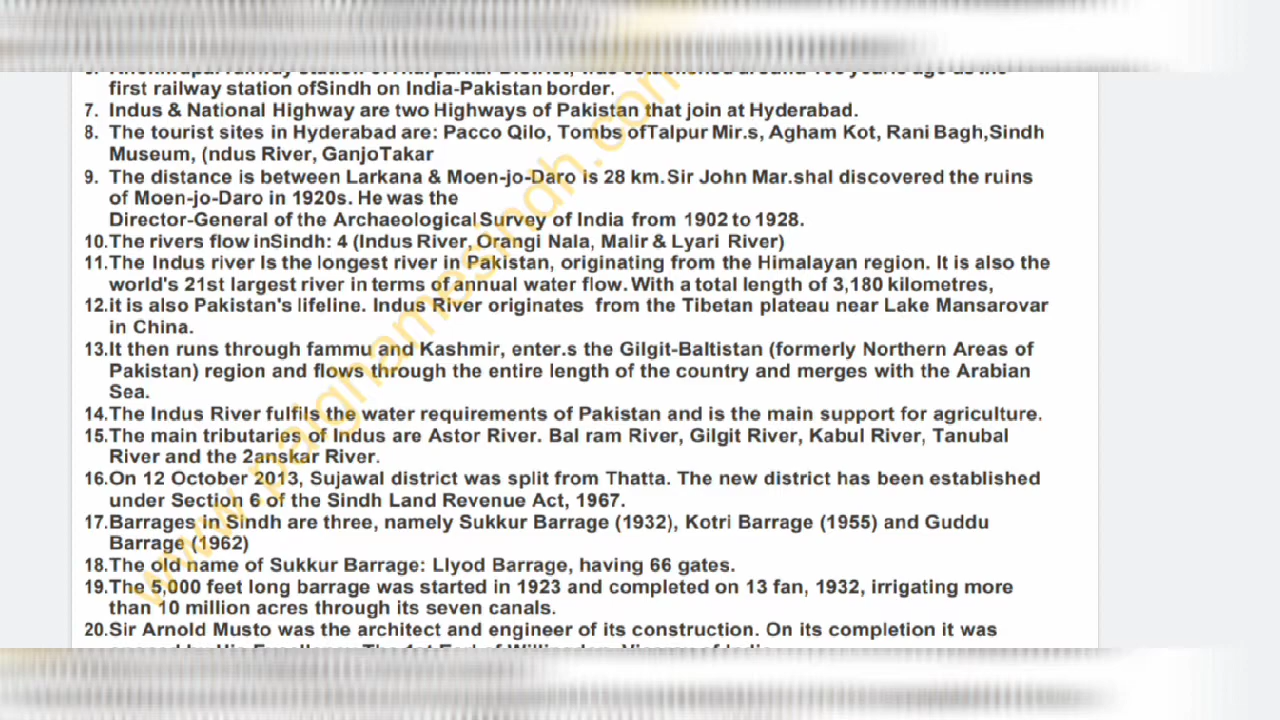 first railway station ofSindh on India-Pakistan border.
7. Indus & National Highway are two Highways of Pakistan that join at Hyderabad.
8. The tourist sites in Hyderabad are: Pacco Qilo, Tombs ofTalpur Mir.s, Agham Kot, Rani Bagh,Sindh
Museum, (ndus River, GanjoTakar
9. The distance is between Larkana & Moen-jo-Daro is 28 km.Sir John Mar.shal discovered the ruins
of Moen-jo-Daro in 1920s. He was the
Director-General of the Archaeological Survey of India from 1902 to 1928.
10.The rivers flow inSindh: 4 (Indus River, Orangi Nala, Malir & Lyari River)
11.The Indus river Is the longest river in Pakistan, originating from the Himalayan region. It is also the
world's 21st largest river in terms of annual water flow. With a total length of 3,180 kilometres,
12.it is also Pakistan's lifeline. Indus River originates from the Tibetan plateau near Lake Mansarovar
in China.
13.It then runs through fammu and Kashmir, enter.s the Gilgit-Baltistan (formerly Northern Areas of
Pakistan) region and flows through the entire length of the country and merges with the Arabian
Sea.
14.The Indus River fulfils the water requirements of Pakistan and is the main support for agriculture.
15.The main tributaries of Indus are Astor River. Bal ram River, Gilgit River, Kabul River, Tanubal
River and the 2anskar River.
16.On 12 October 2013, Sujawal district was split from Thatta. The new district has been established
under Section 6 of the Sindh Land Revenue Act, 1967.
17.Barrages in Sindh are three, namely Sukkur Barrage (1932), Kotri Barrage (1955) and Guddu
Barrage (1962)
18.The old name of Sukkur Barrage: Llyod Barrage, having 66 gates.
19.The 5,000 feet long barrage was started in 1923 and completed on 13 fan, 1932, irrigating more
than 10 million acres through its seven canals.
20.Sir Arnold Musto was the architect and engineer of its construction. On its completion it was
www.paighamesindh.com